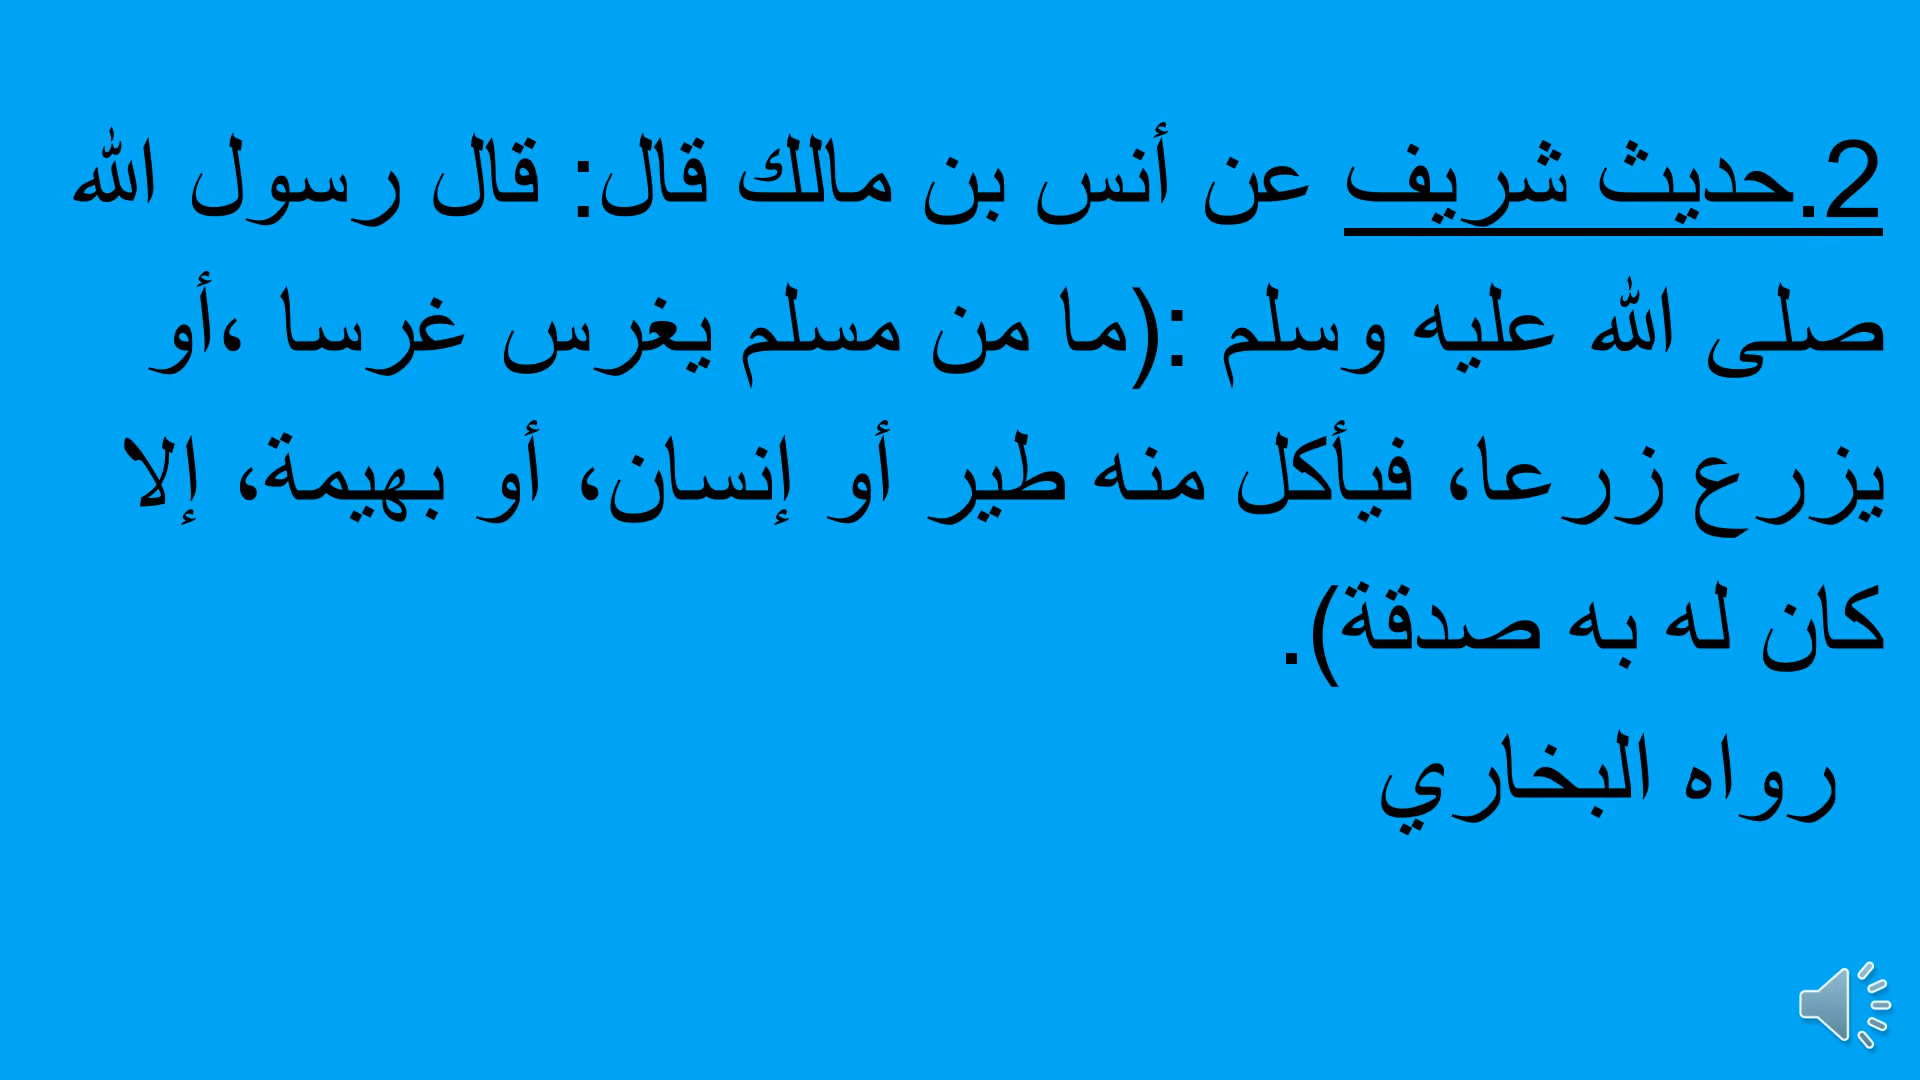 2.حديث شريف عن أنس بن مالك قال: قال رسول الله
صلى الله عليه وسلم :(ما من مسلم يغرس غرسا ،أو
يزرع زرعا، فيأكل منه طير أو إنسان، أو بهيمة، إلا
كان له به صدقة).
رواه البخاري